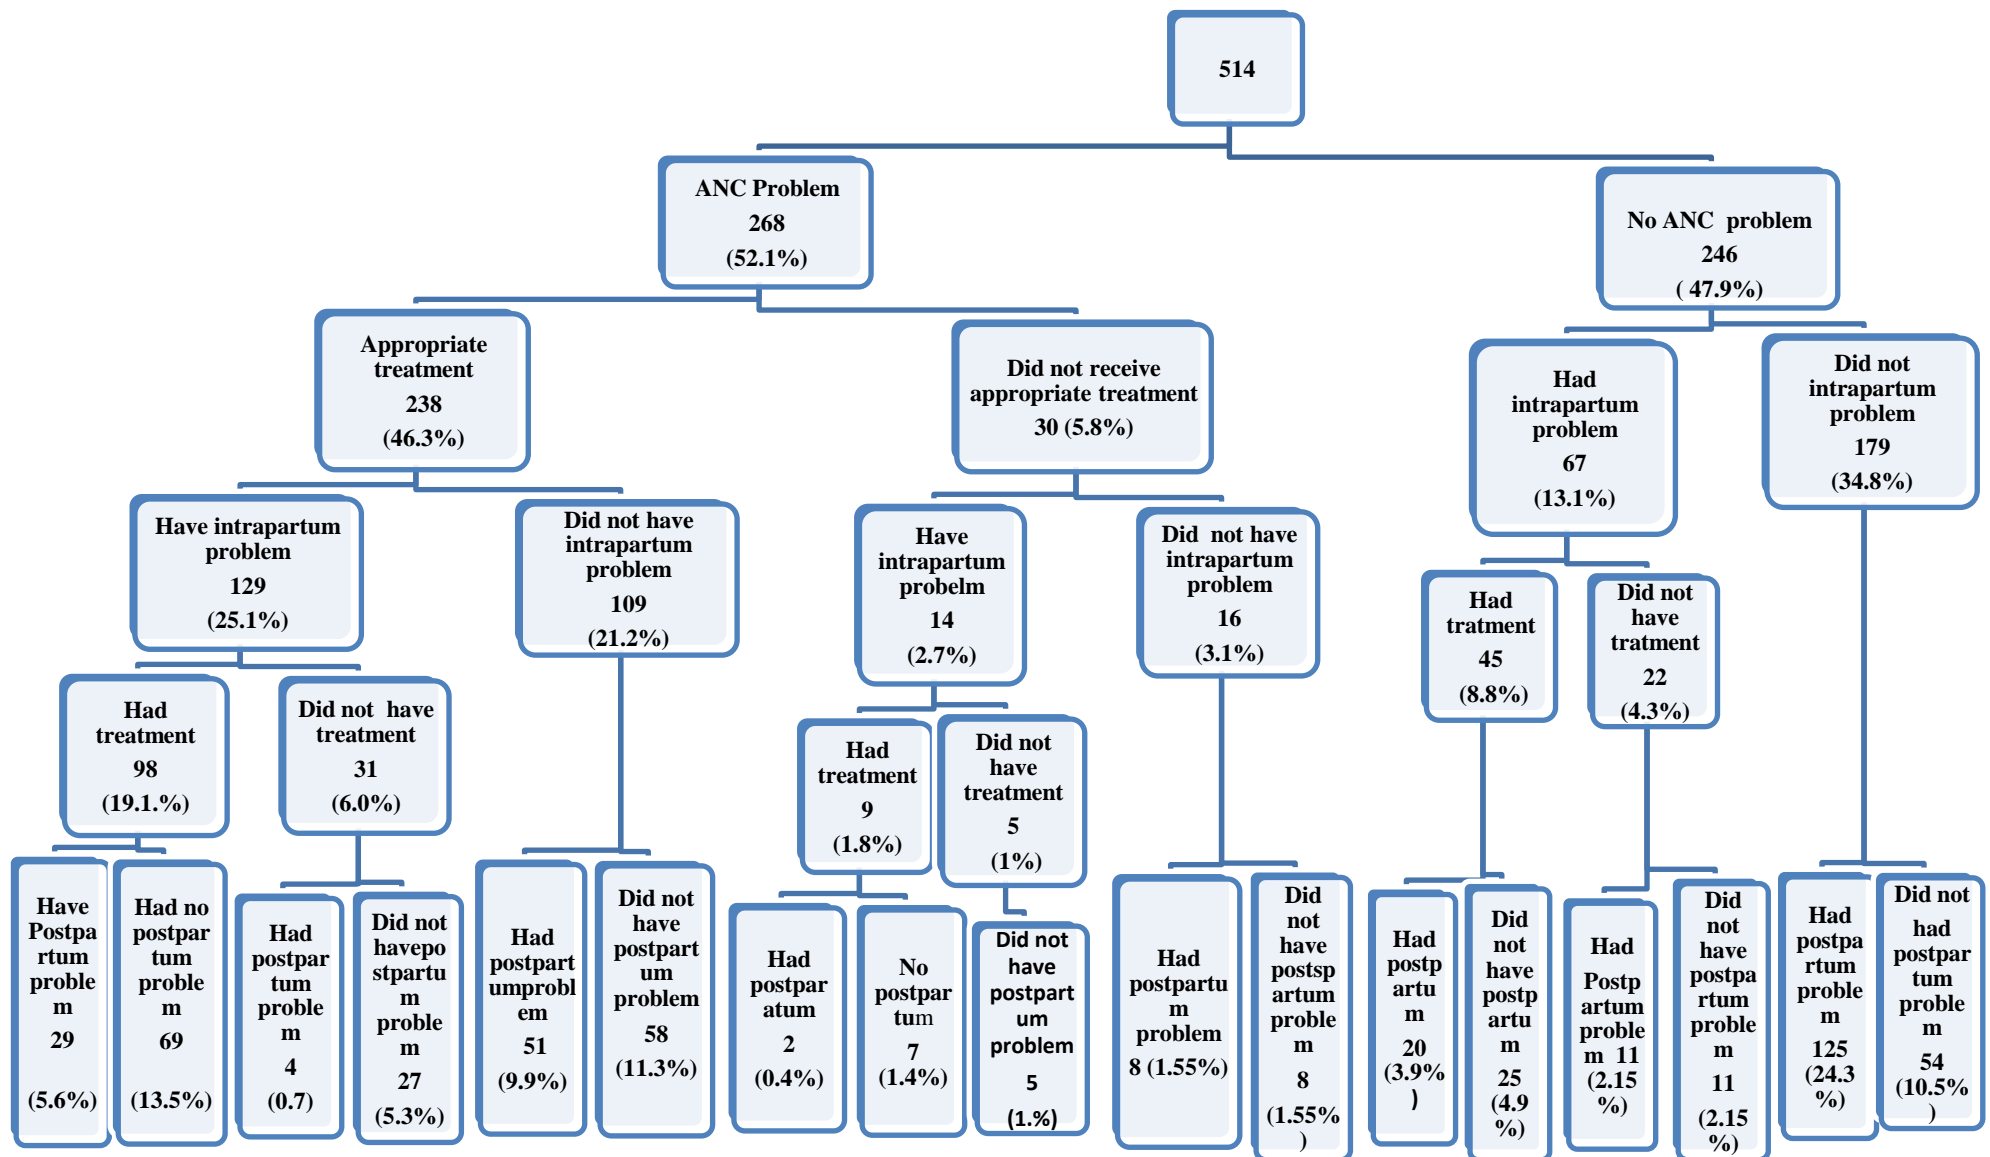 514
ANC Problem
268
(52.1%)
No ANC  problem
246
( 47.9%)
Appropriate
treatment
238
(46.3%)
Did not receive
appropriate treatment
30 (5.8%)
Had
intrapartum
problem
67
(13.1%)
Did not
intrapartum
problem
179
(34.8%)
Have intrapartum
problem
129
(25.1%)
Did not have
intrapartum
problem
109
(21.2%)
Have
intrapartum
probelm
14
(2.7%)
Did  not have
intrapartum
problem
16
(3.1%)
Had
tratment
45
(8.8%)
Did not
have
tratment
22
(4.3%)
Had
treatment
98
(19.1.%)
Did not  have
treatment
31
(6.0%)
Had
treatment
9
(1.8%)
Did not
have
treatment
5
(1%)
Have
Postpa
rtum
proble
m
29
(5.6%)
Had no
postpar
tum
proble
m
69
(13.5%)
Had
postpar
tum
proble
m
4
(0.7)
Did not
havepo
stpartu
m
proble
m
27
(5.3%)
Had
postpart
umprobl
em
51
(9.9%)
Did not
have
postpart
um
problem
58
(11.3%)
Had
postpar
atum
2
(0.4%)
No
postpar
tum
7
(1.4%)
Did not
have
postpart
um
problem
5
(1.%)
Had
postpartu
m
problem
8 (1.55%)
Did
not
have
postsp
artum
proble
m
8
(1.55%
)
Had
postp
artu
m
20
(3.9%
)
Did
not
have
postp
artu
m
25
(4.9
%)
Had
Postp
artum
proble
m  11
(2.15
%)
Did
not
have
postpa
rtum
proble
m
11
(2.15
%)
Had
postpa
rtum
proble
m
125
(24.3
%)
Did not
had
postpar
tum
proble
m
54
(10.5%
)